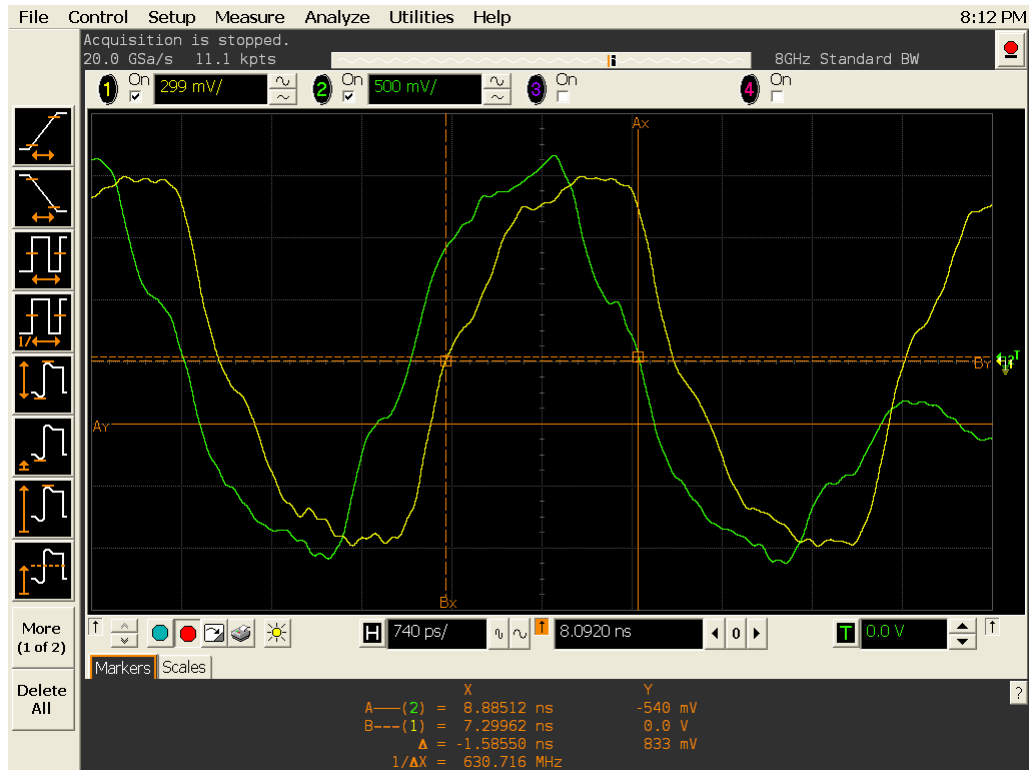 File Control Setup Measure Analyze Utilities Help 8:12 PM
Acquisition is stopped.
20.0 GSa/s 11.1 kpts 8GHz Standard BW
1 On 299 mV/ 2 On 500 mV/ 3 On 4 On
Ax
T
By
Ay
Bx
1/
More
(1 of 2)
Delete
All
H 740 ps/ 8.0920 ns 0 T 0.0 V
Markers Scales
?
X Y
A——(2) = 8.88512 ns -540 mV
B---(1) = 7.29962 ns 0.0 V
Δ = -1.58550 ns 833 mV
1/ΔX = 630.716 MHz